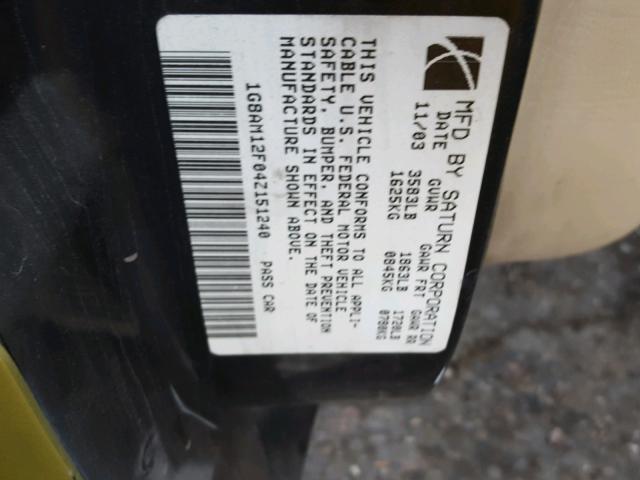 MFD BY SATURN CORPORATION
DATE GVWR GAWR FRT GAWR RR
11/03 3583LB 1863LB 1720LB
1625KG 0845KG 0780KG
THIS VEHICLE CONFORMS TO ALL APPLI-
CABLE U.S. FEDERAL MOTOR VEHICLE
SAFETY, BUMPER, AND THEFT PREVENTION
STANDARDS IN EFFECT ON THE DATE OF
MANUFACTURE SHOWN ABOVE.
1G8AM12F04Z151240 PASS CAR